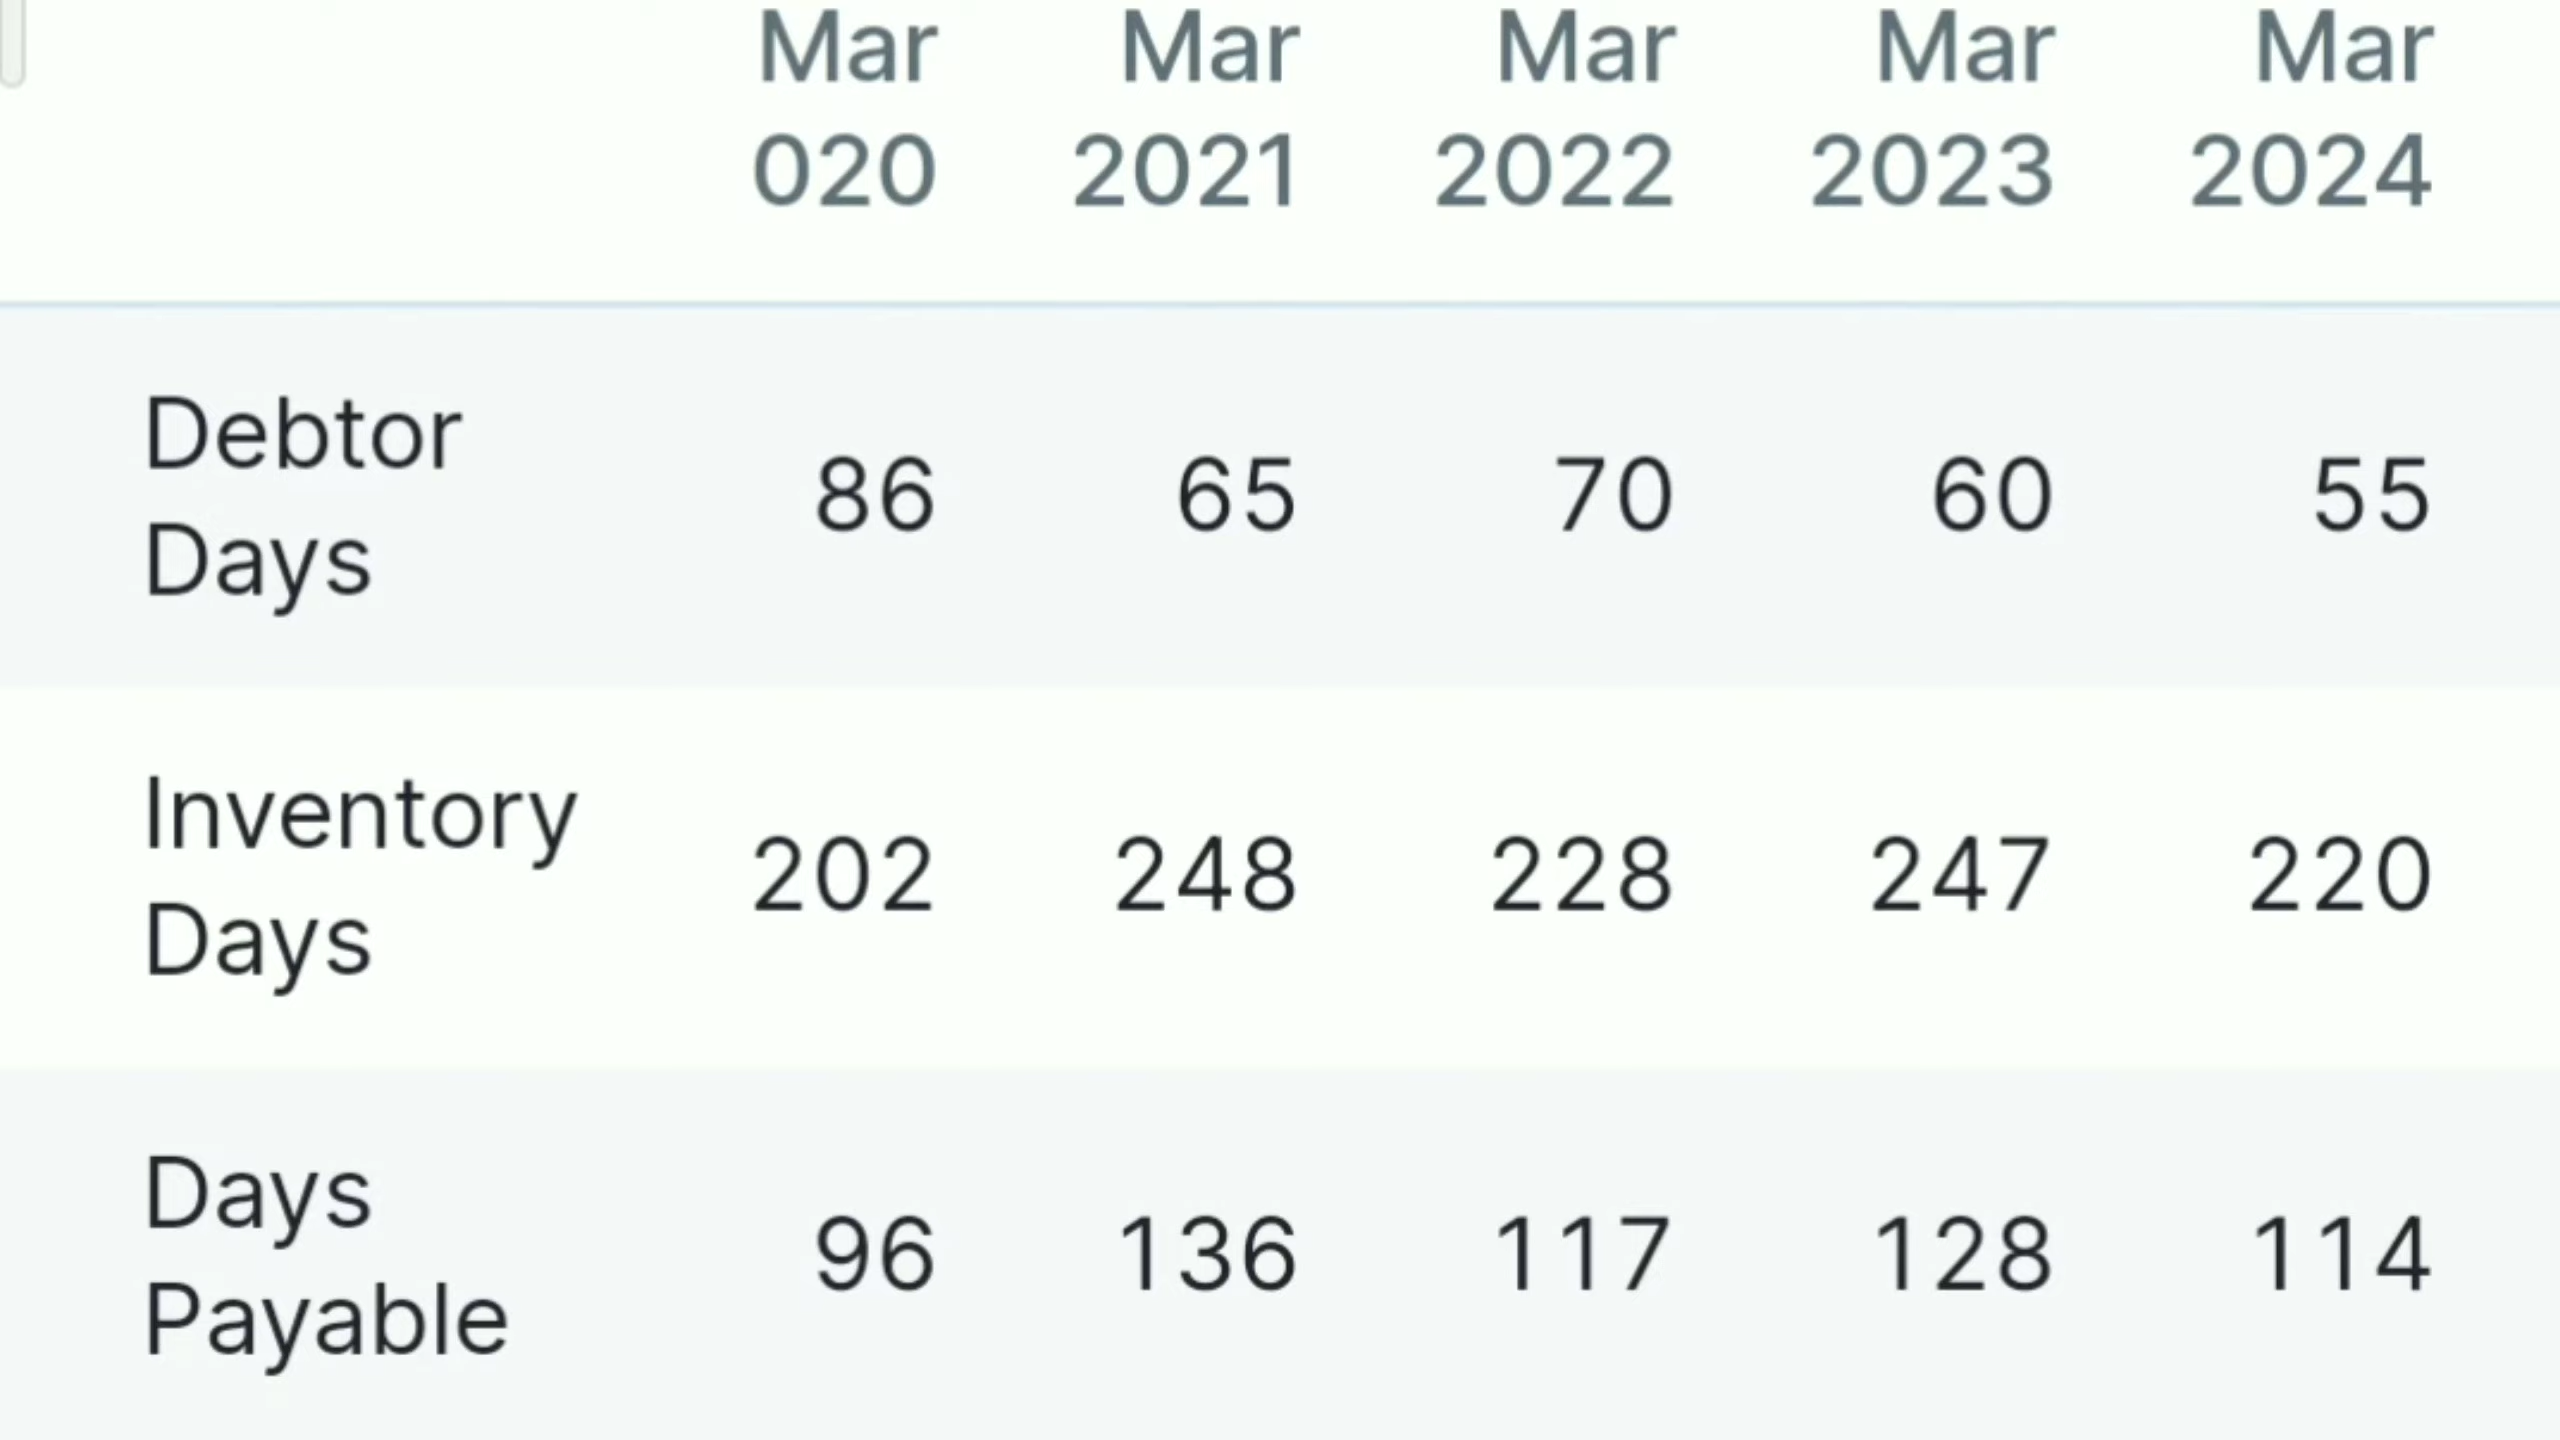 Mar Mar Mar Mar Mar
020 2021 2022 2023 2024
Debtor
Days
86 65 70 60 55
Inventory
Days
202 248 228 247 220
Days
Payable
96 136 117 128 114